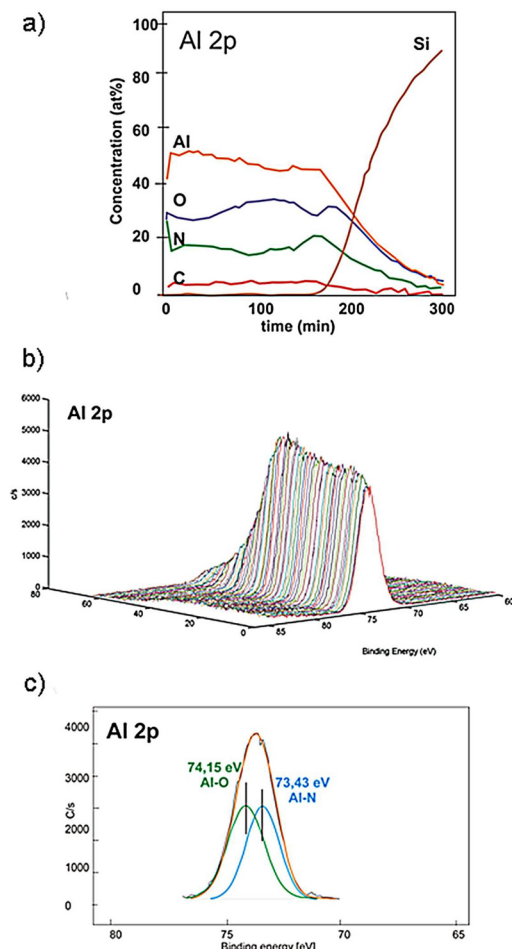 a)
Al 2p
Si
Al
O
N
C
Concentration (at%)
100
80
60
40
20
0
0 100 200 300
time (min)
b)
Al 2p
6000
5000
4000
3000
2000
1000
0
c/s
80 60 40 20 0
85 80 75 70 65 60
Binding Energy (eV)
c)
Al 2p
74,15 eV
Al-O
73,43 eV
Al-N
4000
3000
2000
1000
0
C/s
80 75 70 65
Binding energy [eV]